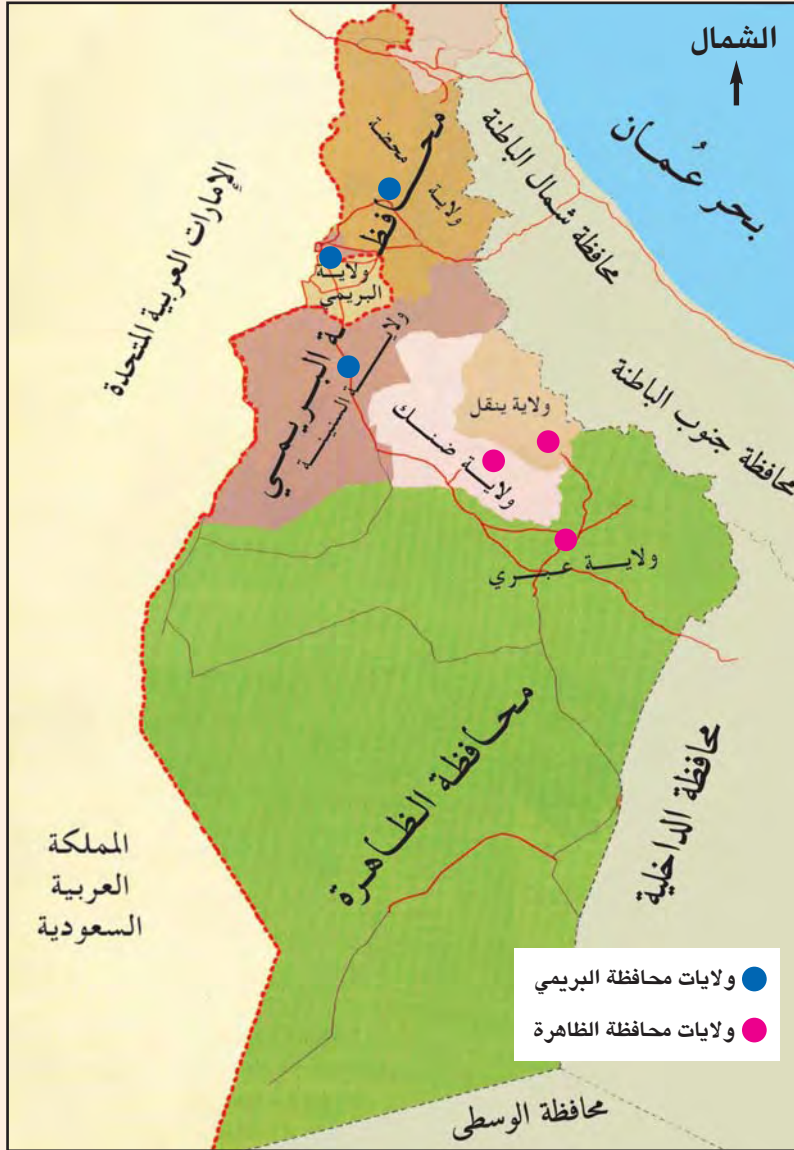 الشمال
بحر عُمان
محافظة شمال الباطنة
محافظة جنوب الباطنة
الإمارات العربية المتحدة
محافظة البريمي
ولاية محضة
ولاية
البريمي
ولاية السنينة
ولاية ينقل
ولاية ضنك
ولاية عبري
محافظة الظاهرة
محافظة الداخلية
المملكة
العربية
السعودية
ولايات محافظة البريمي
ولايات محافظة الظاهرة
محافظة الوسطى